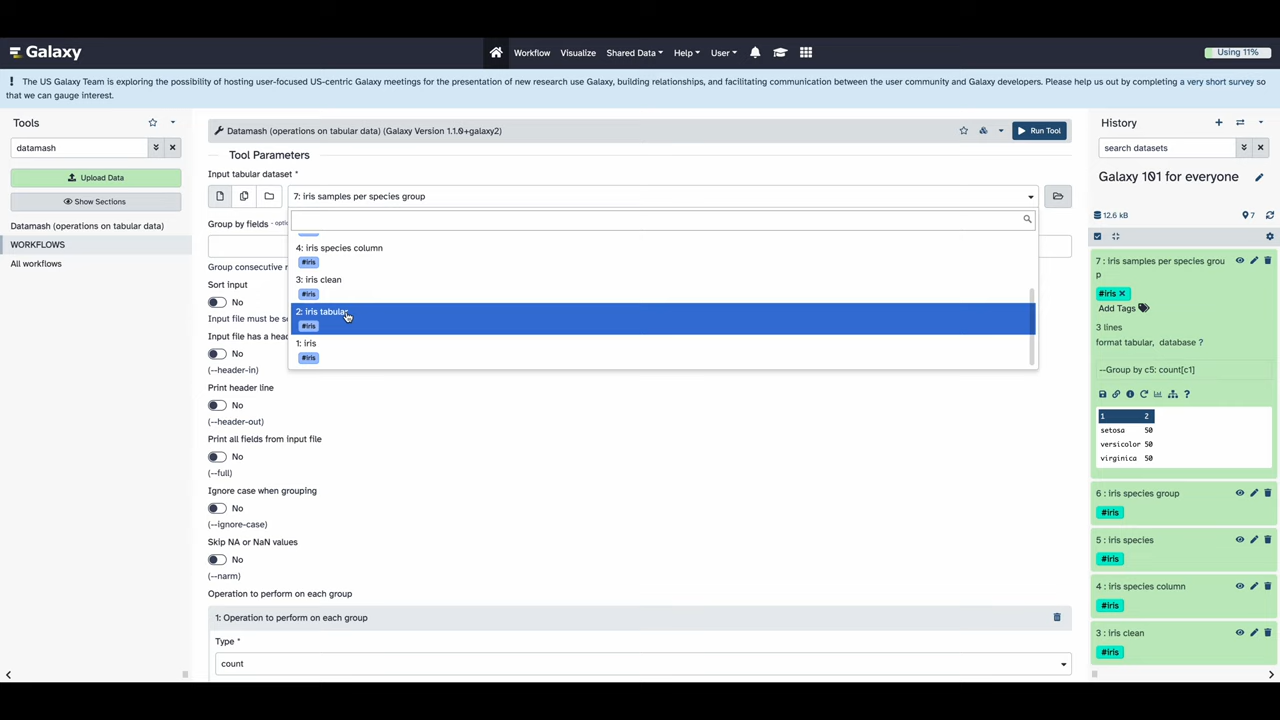 Galaxy
Workflow Visualize Shared Data Help User Using 11%
! The US Galaxy Team is exploring the possibility of hosting user-focused US-centric Galaxy meetings for the presentation of new research use Galaxy, building relationships, and facilitating communication between the user community and Galaxy developers. Please help us out by completing a very short survey so
that we can gauge interest.
Tools
datamash
Upload Data
Show Sections
Datamash (operations on tabular data)
WORKFLOWS
All workflows
Datamash (operations on tabular data) (Galaxy Version 1.1.0+galaxy2)
Run Tool
Tool Parameters
Input tabular dataset *
7: iris samples per species group
Group by fields
4: iris species column
#iris
3: iris clean
#iris
2: iris tabular
#iris
1: iris
#iris
Group consecutive
Sort input
No
Input file must be
Input file has a
No
(--header-in)
Print header line
No
(--header-out)
Print all fields from input file
No
(--full)
Ignore case when grouping
No
(--ignore-case)
Skip NA or NaN values
No
(--narm)
Operation to perform on each group
1: Operation to perform on each group
Type *
count
History
search datasets
Galaxy 101 for everyone
12.6 kB
7
7 : iris samples per species grou
p
#iris
Add Tags
3 lines
format tabular, database ?
--Group by c5: count[c1]
1 2
setosa 50
versicolor 50
virginica 50
6 : iris species group
#iris
5 : iris species
#iris
4 : iris species column
#iris
3 : iris clean
#iris